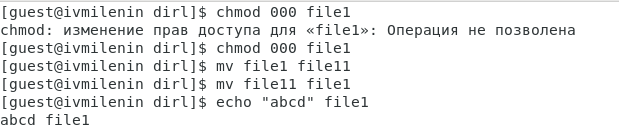 [guest@ivmilenin dirl]$ chmod 000 file1
chmod: изменение прав доступа для «file1»: Операция не позволена
[guest@ivmilenin dirl]$ chmod 000 file1
[guest@ivmilenin dirl]$ mv file1 file11
[guest@ivmilenin dirl]$ mv file11 file1
[guest@ivmilenin dirl]$ echo "abcd" file1
abcd file1